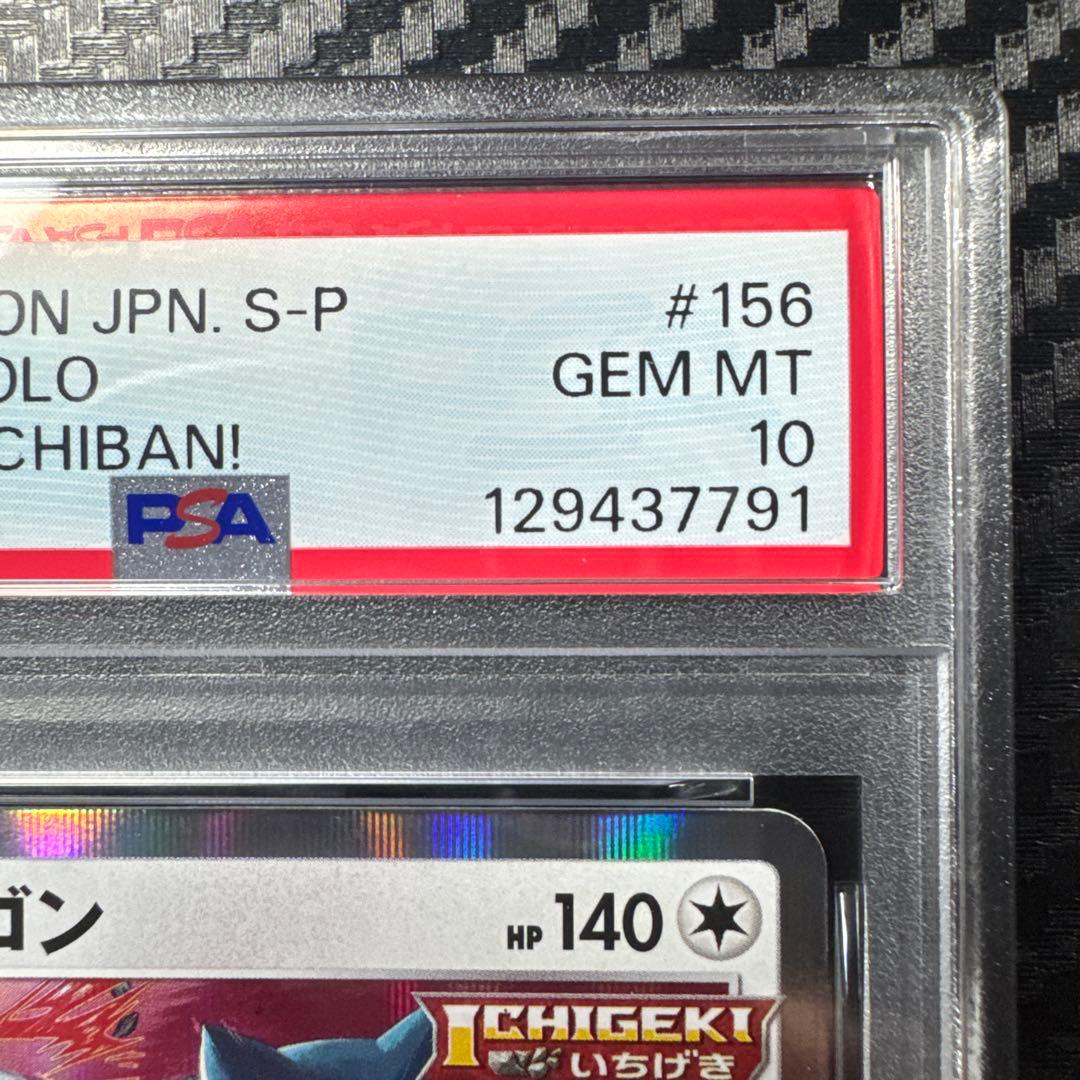 ON JPN. S-P #156
OLO GEM MT
CHIBAN! 10
PSA 129437791
ゴン HP 140
ICHIGEKI
いちげき